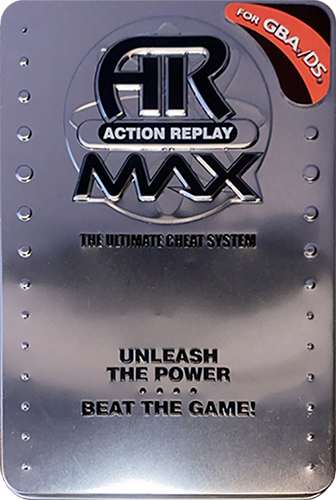 FOR GBA/DS
AR
ACTION REPLAY
MAX
THE ULTIMATE CHEAT SYSTEM
UNLEASH
THE POWER
BEAT THE GAME!